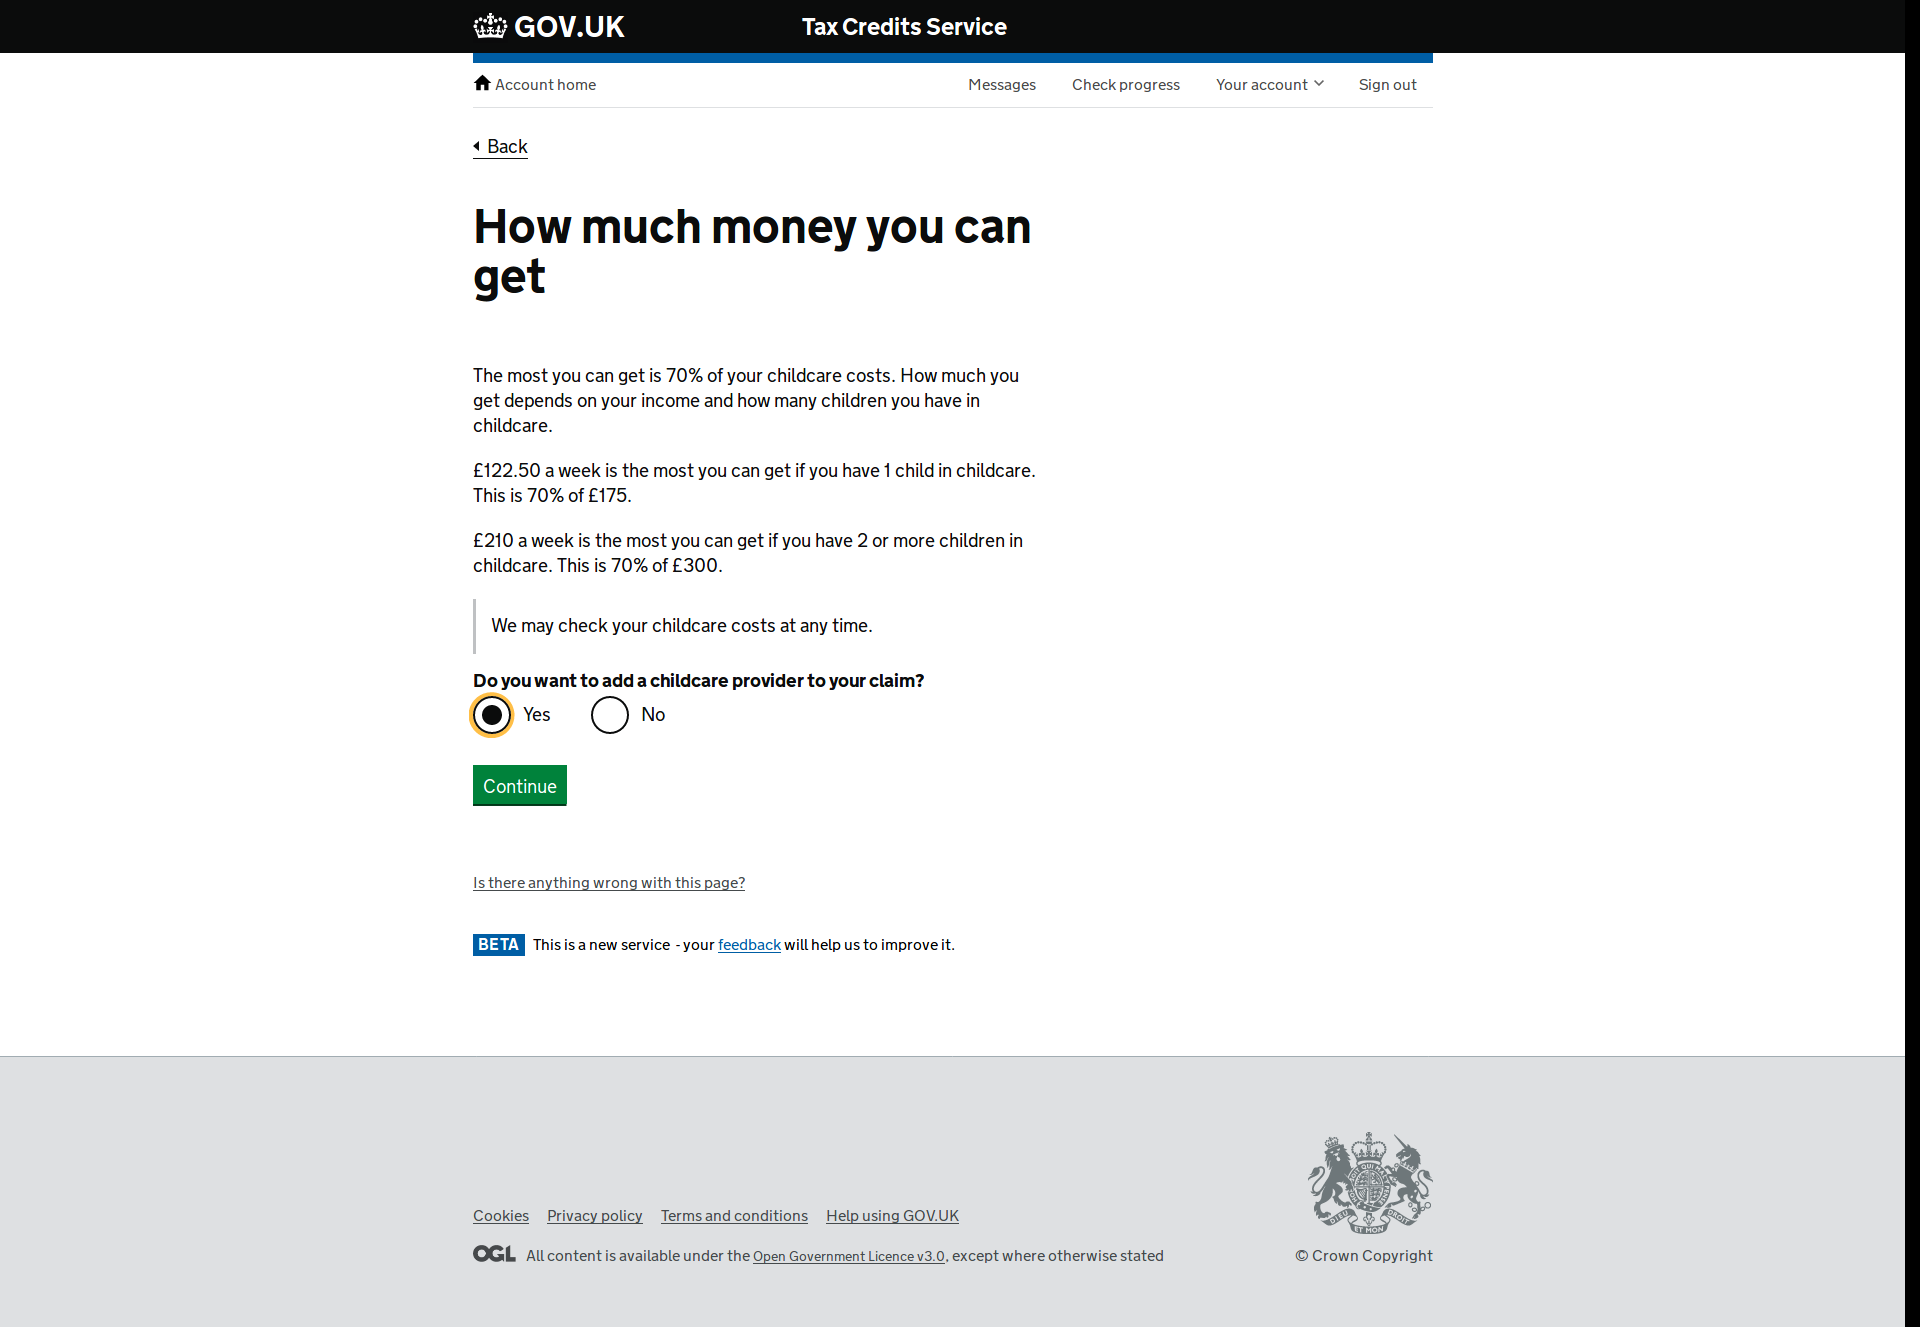 GOV.UK
Tax Credits Service
Account home
Messages
Check progress
Your account
Sign out
Back
How much money you can
get
The most you can get is 70% of your childcare costs. How much you
get depends on your income and how many children you have in
childcare.
£122.50 a week is the most you can get if you have 1 child in childcare.
This is 70% of £175.
£210 a week is the most you can get if you have 2 or more children in
childcare. This is 70% of £300.
We may check your childcare costs at any time.
Do you want to add a childcare provider to your claim?
Yes
No
Continue
Is there anything wrong with this page?
BETA This is a new service - your feedback will help us to improve it.
Cookies
Privacy policy
Terms and conditions
Help using GOV.UK
OGL All content is available under the Open Government Licence v3.0, except where otherwise stated
DIEU ET MON DROIT
© Crown Copyright